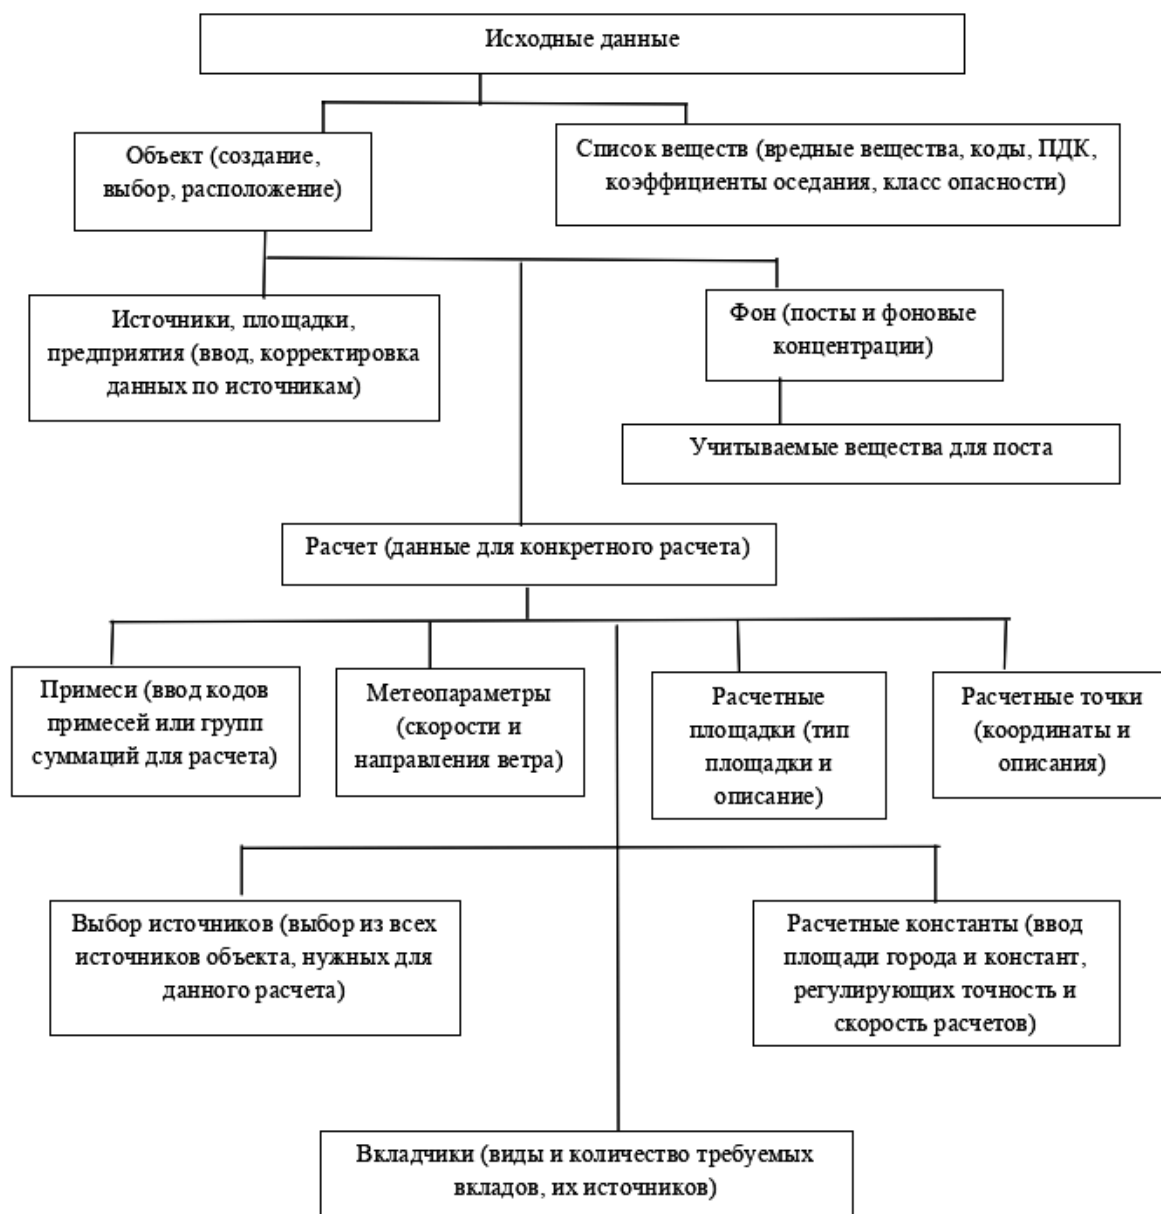 Исходные данные
Объект (создание,
выбор, расположение)
Список веществ (вредные вещества, коды, ПДК,
коэффициенты оседания, класс опасности)
Источники, площадки,
предприятия (ввод, корректировка
данных по источникам)
Фон (посты и фоновые
концентрации)
Учитываемые вещества для поста
Расчет (данные для конкретного расчета)
Примеси (ввод кодов
примесей или групп
суммаций для расчета)
Метеопараметры
(скорости и
направления ветра)
Расчетные
площадки (тип
площадки и
описание)
Расчетные точки
(координаты и
описания)
Выбор источников (выбор из всех
источников объекта, нужных для
данного расчета)
Расчетные константы (ввод
площади города и констант,
регулирующих точность и
скорость расчетов)
Вкладчики (виды и количество требуемых
вкладов, их источников)